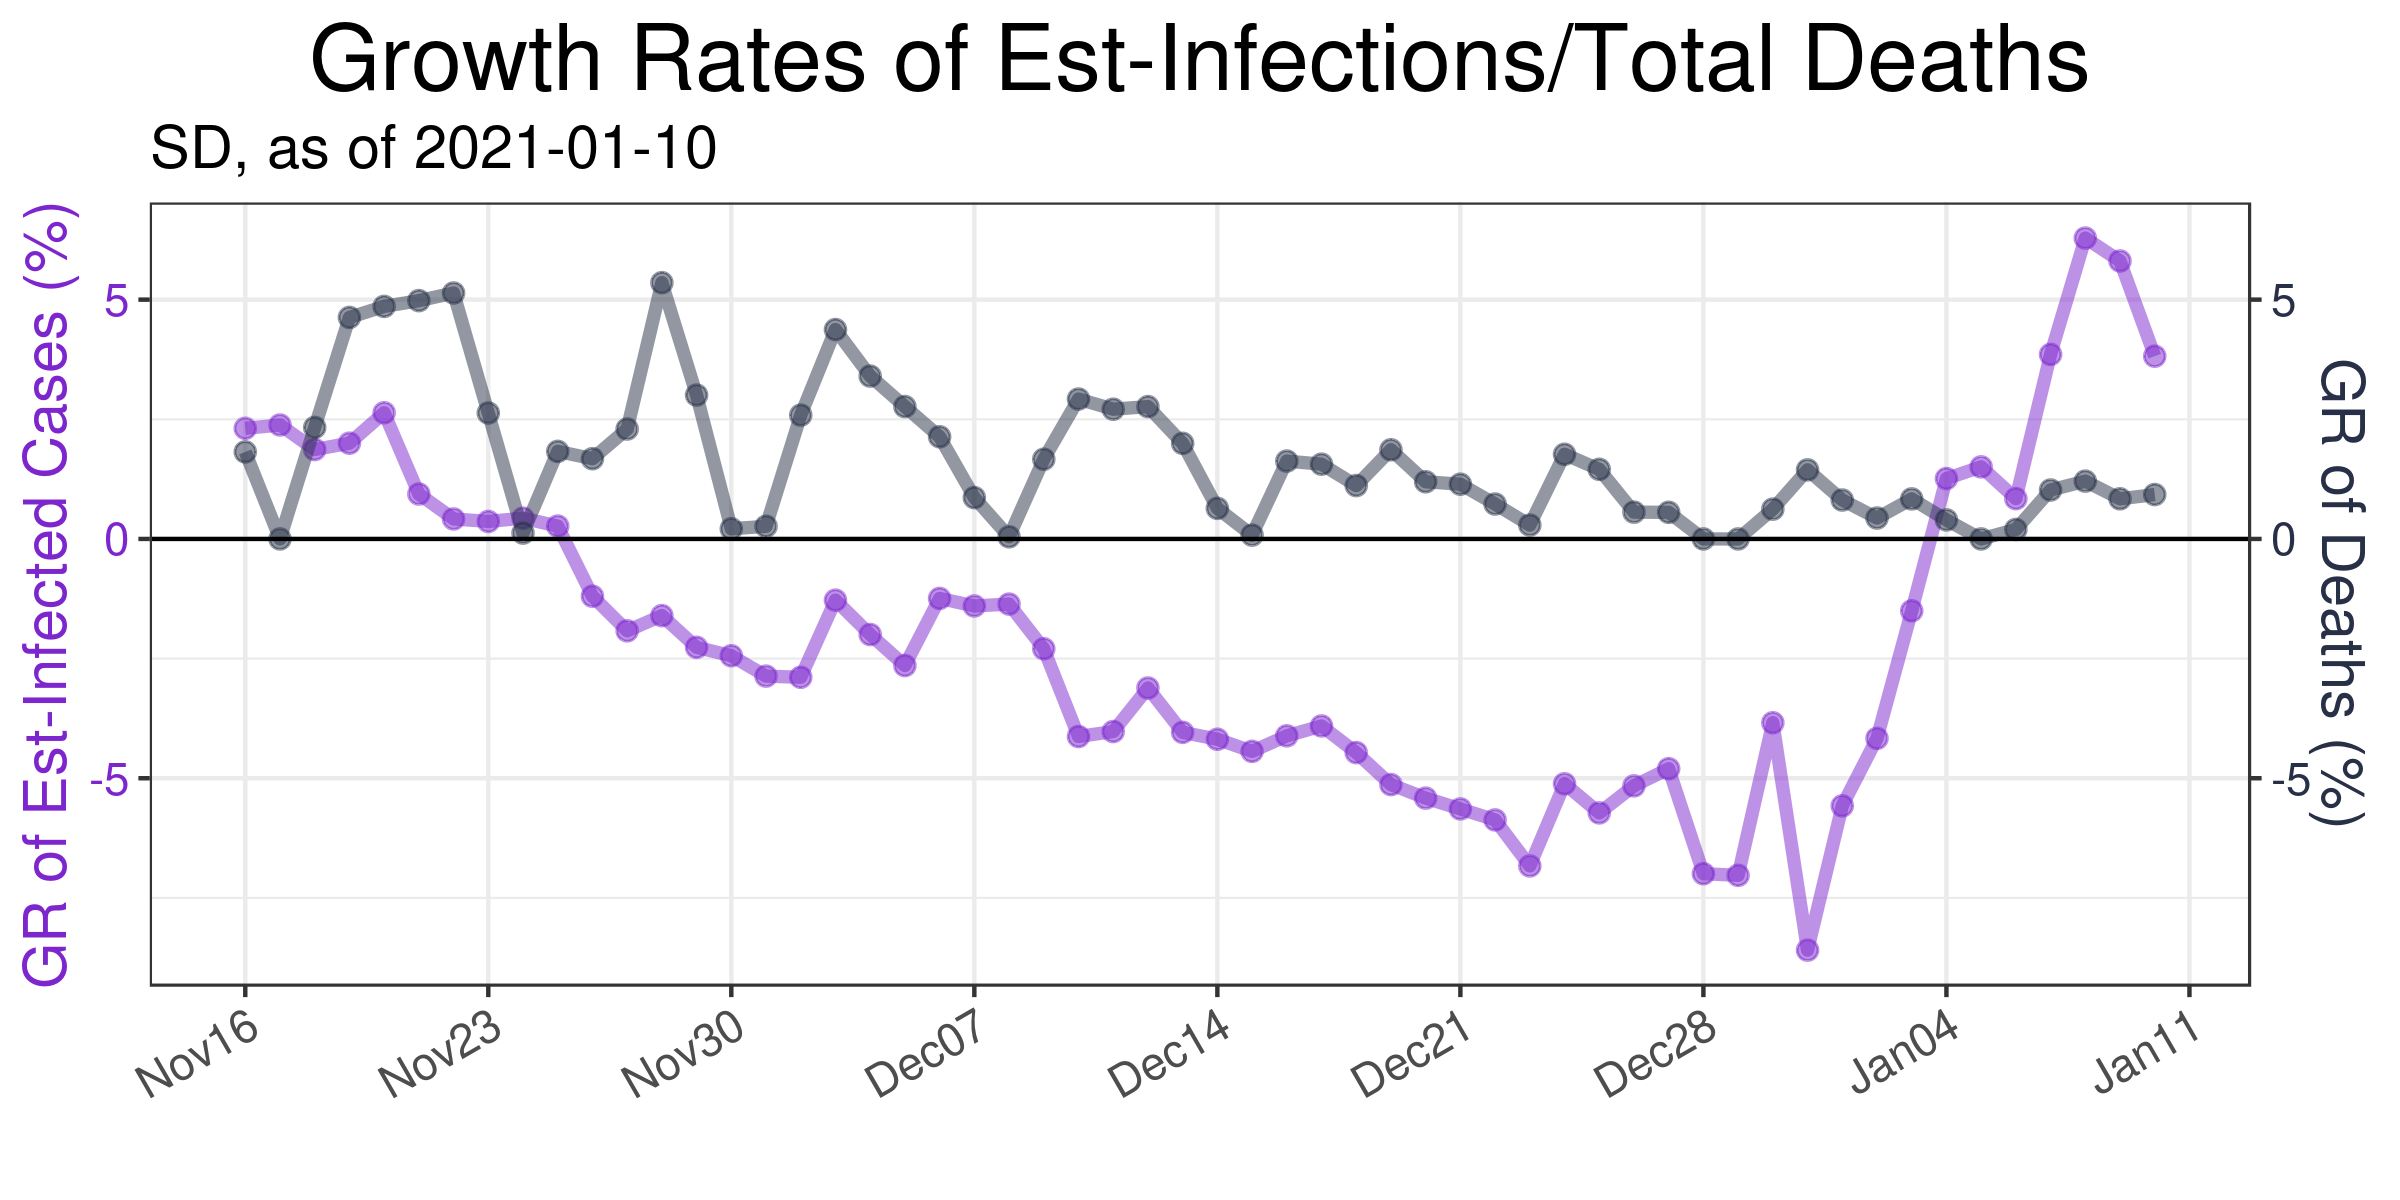 Growth Rates of Est-Infections/Total Deaths
SD, as of 2021-01-10
GR of Est-Infected Cases (%)
5
0
-5
5
0
-5
GR of Deaths (%)
Nov16
Nov23
Nov30
Dec07
Dec14
Dec21
Dec28
Jan04
Jan11